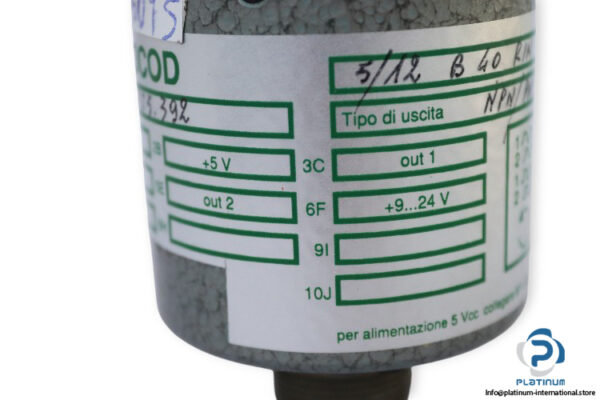 COD
5/12 B 40
.392
Tipo di uscita NPN/
+5 V 3C out 1
out 2 6F +9...24 V
9I
10J
per alimentazione 5 Vcc
PLATINUM
Info@platinum-international.store